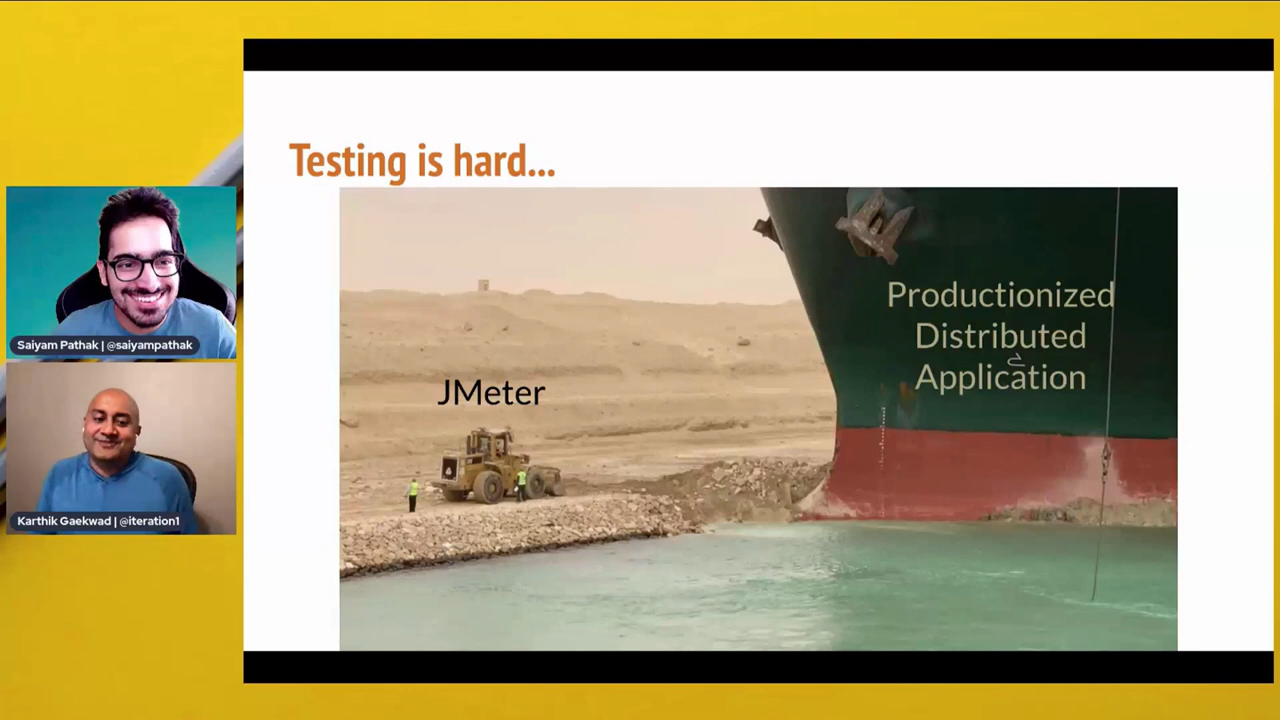 Testing is hard...
JMeter
Productionized
Distributed
Application
Saiyam Pathak | @saiyampathak
Karthik Gaekwad | @iteration1